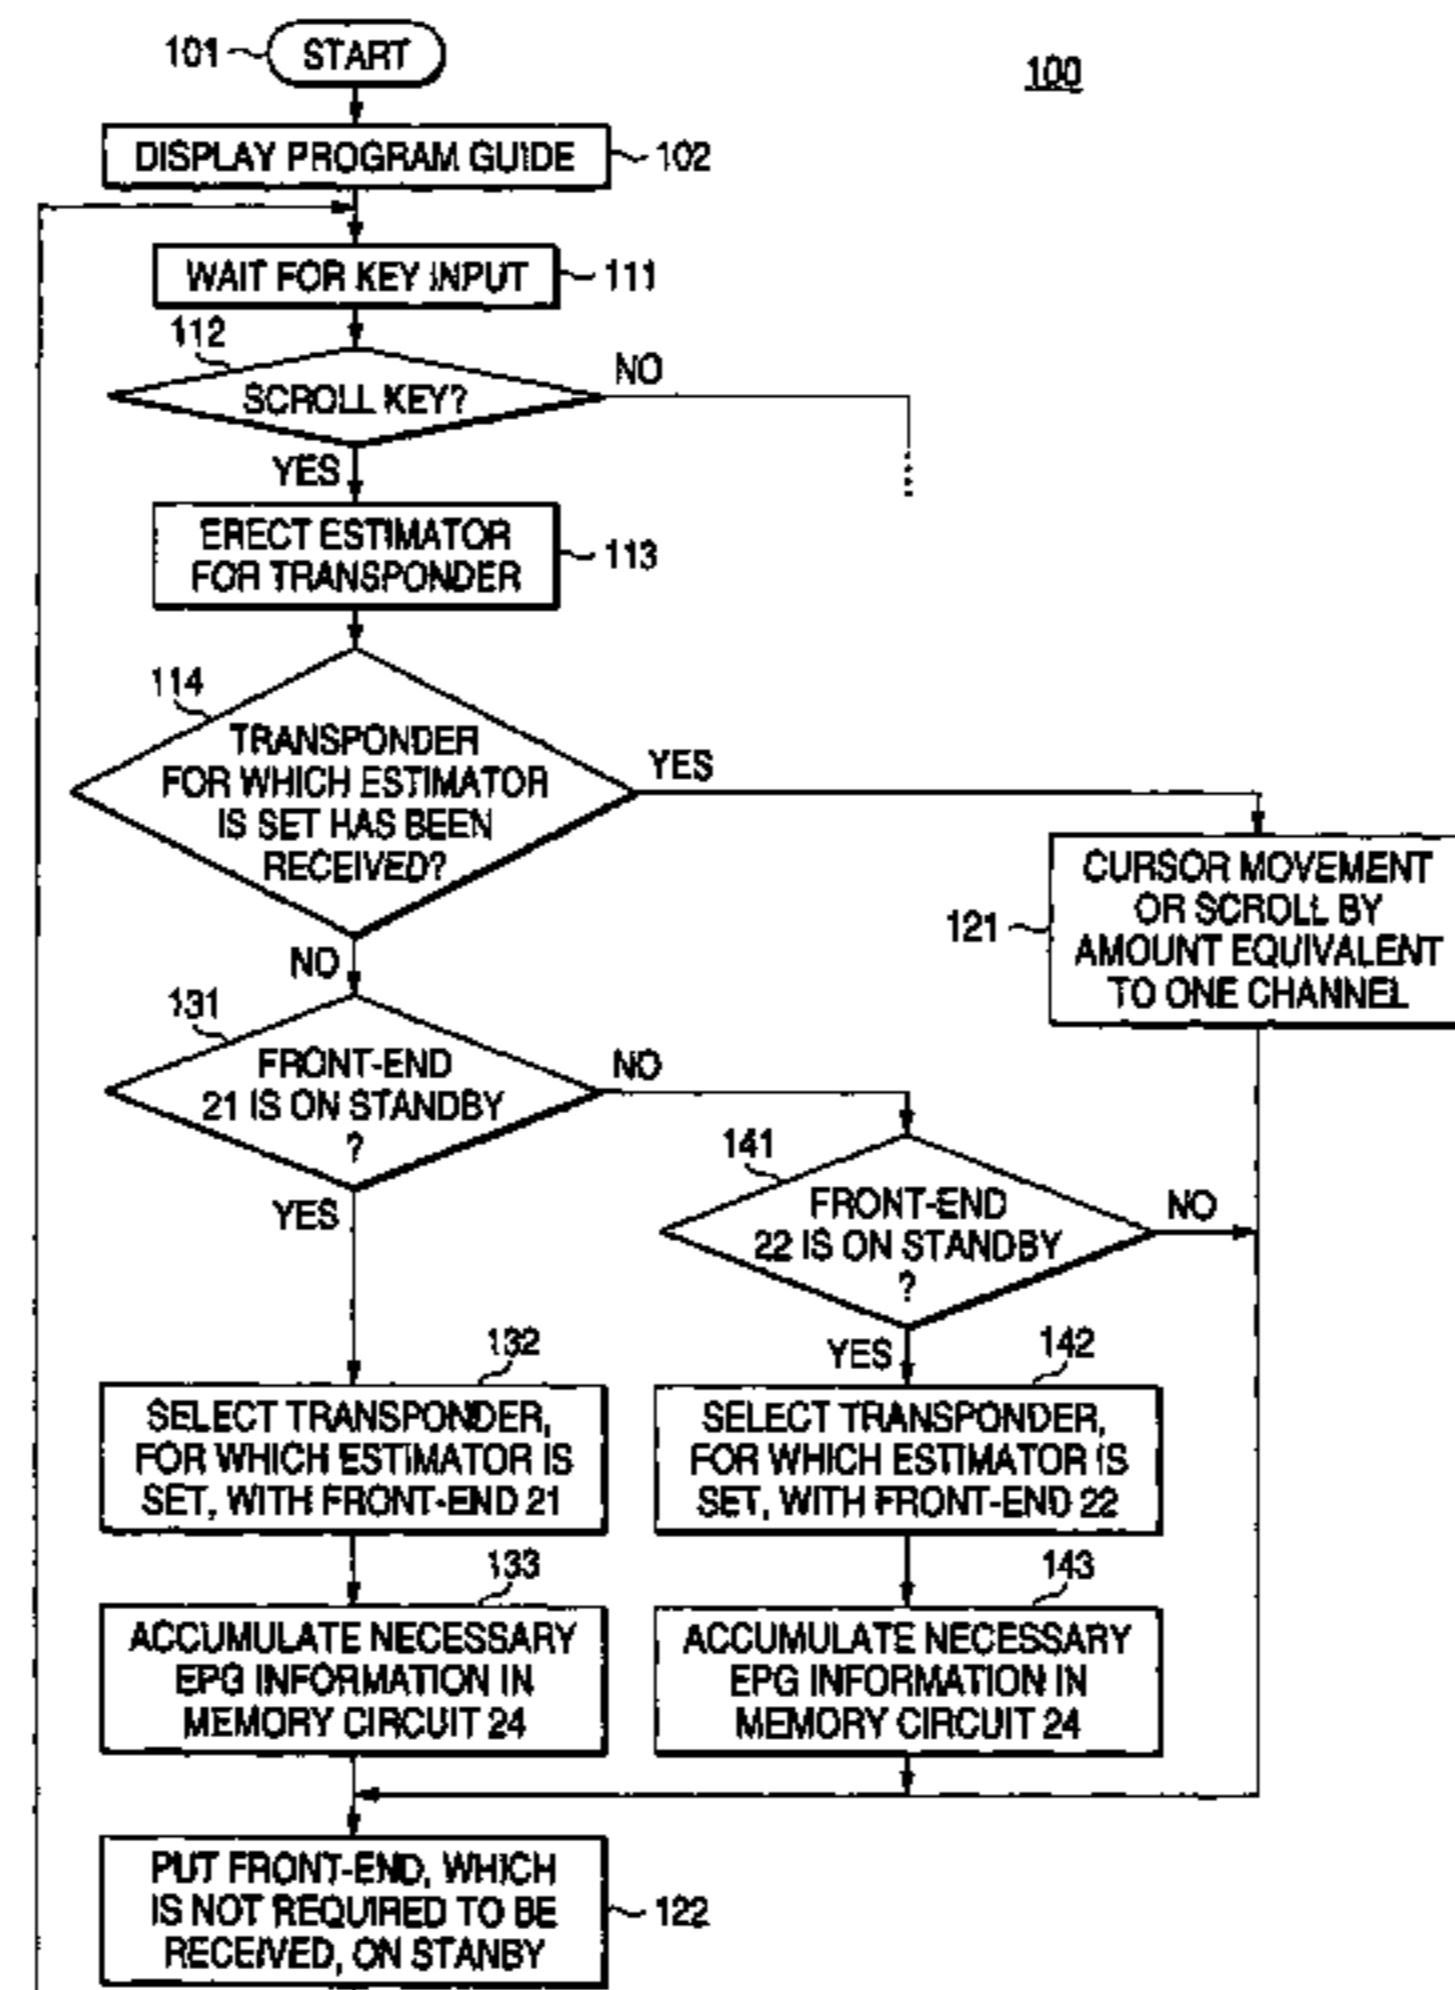 101
START
100
DISPLAY PROGRAM GUIDE
102
WAIT FOR KEY INPUT
111
112
SCROLL KEY?
NO
YES
ERECT ESTIMATOR
FOR TRANSPONDER
113
114
TRANSPONDER
FOR WHICH ESTIMATOR
IS SET HAS BEEN
RECEIVED?
YES
NO
121
CURSOR MOVEMENT
OR SCROLL BY
AMOUNT EQUIVALENT
TO ONE CHANNEL
131
FRONT-END
21 IS ON STANDBY
?
NO
YES
141
FRONT-END
22 IS ON STANDBY
?
NO
YES
132
SELECT TRANSPONDER,
FOR WHICH ESTIMATOR IS
SET, WITH FRONT-END 21
142
SELECT TRANSPONDER,
FOR WHICH ESTIMATOR IS
SET, WITH FRONT-END 22
133
ACCUMULATE NECESSARY
EPG INFORMATION IN
MEMORY CIRCUIT 24
143
ACCUMULATE NECESSARY
EPG INFORMATION IN
MEMORY CIRCUIT 24
PUT FRONT-END, WHICH
IS NOT REQUIRED TO BE
RECEIVED, ON STANBY
122